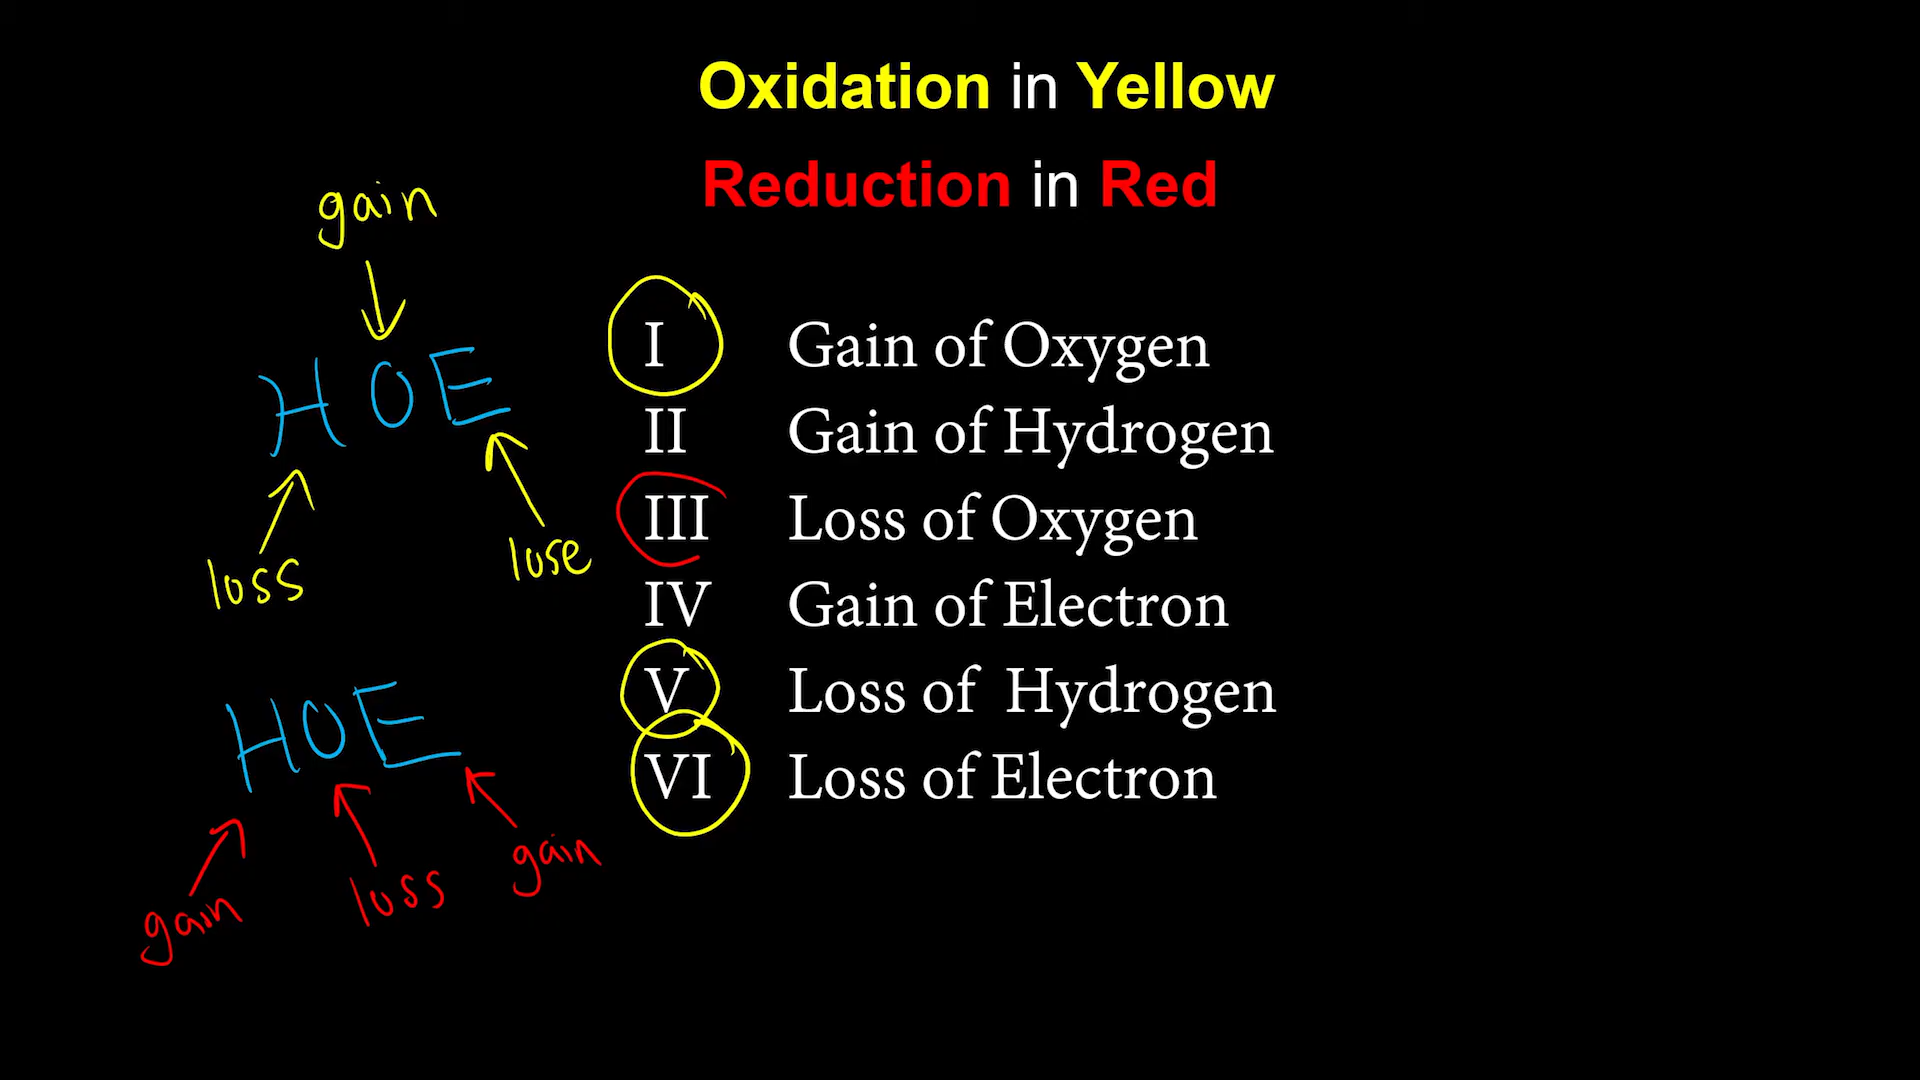 Oxidation in Yellow
Reduction in Red
gain
HOE
loss
lose
HOE
gain
loss
gain
I Gain of Oxygen
II Gain of Hydrogen
III Loss of Oxygen
IV Gain of Electron
V Loss of Hydrogen
VI Loss of Electron